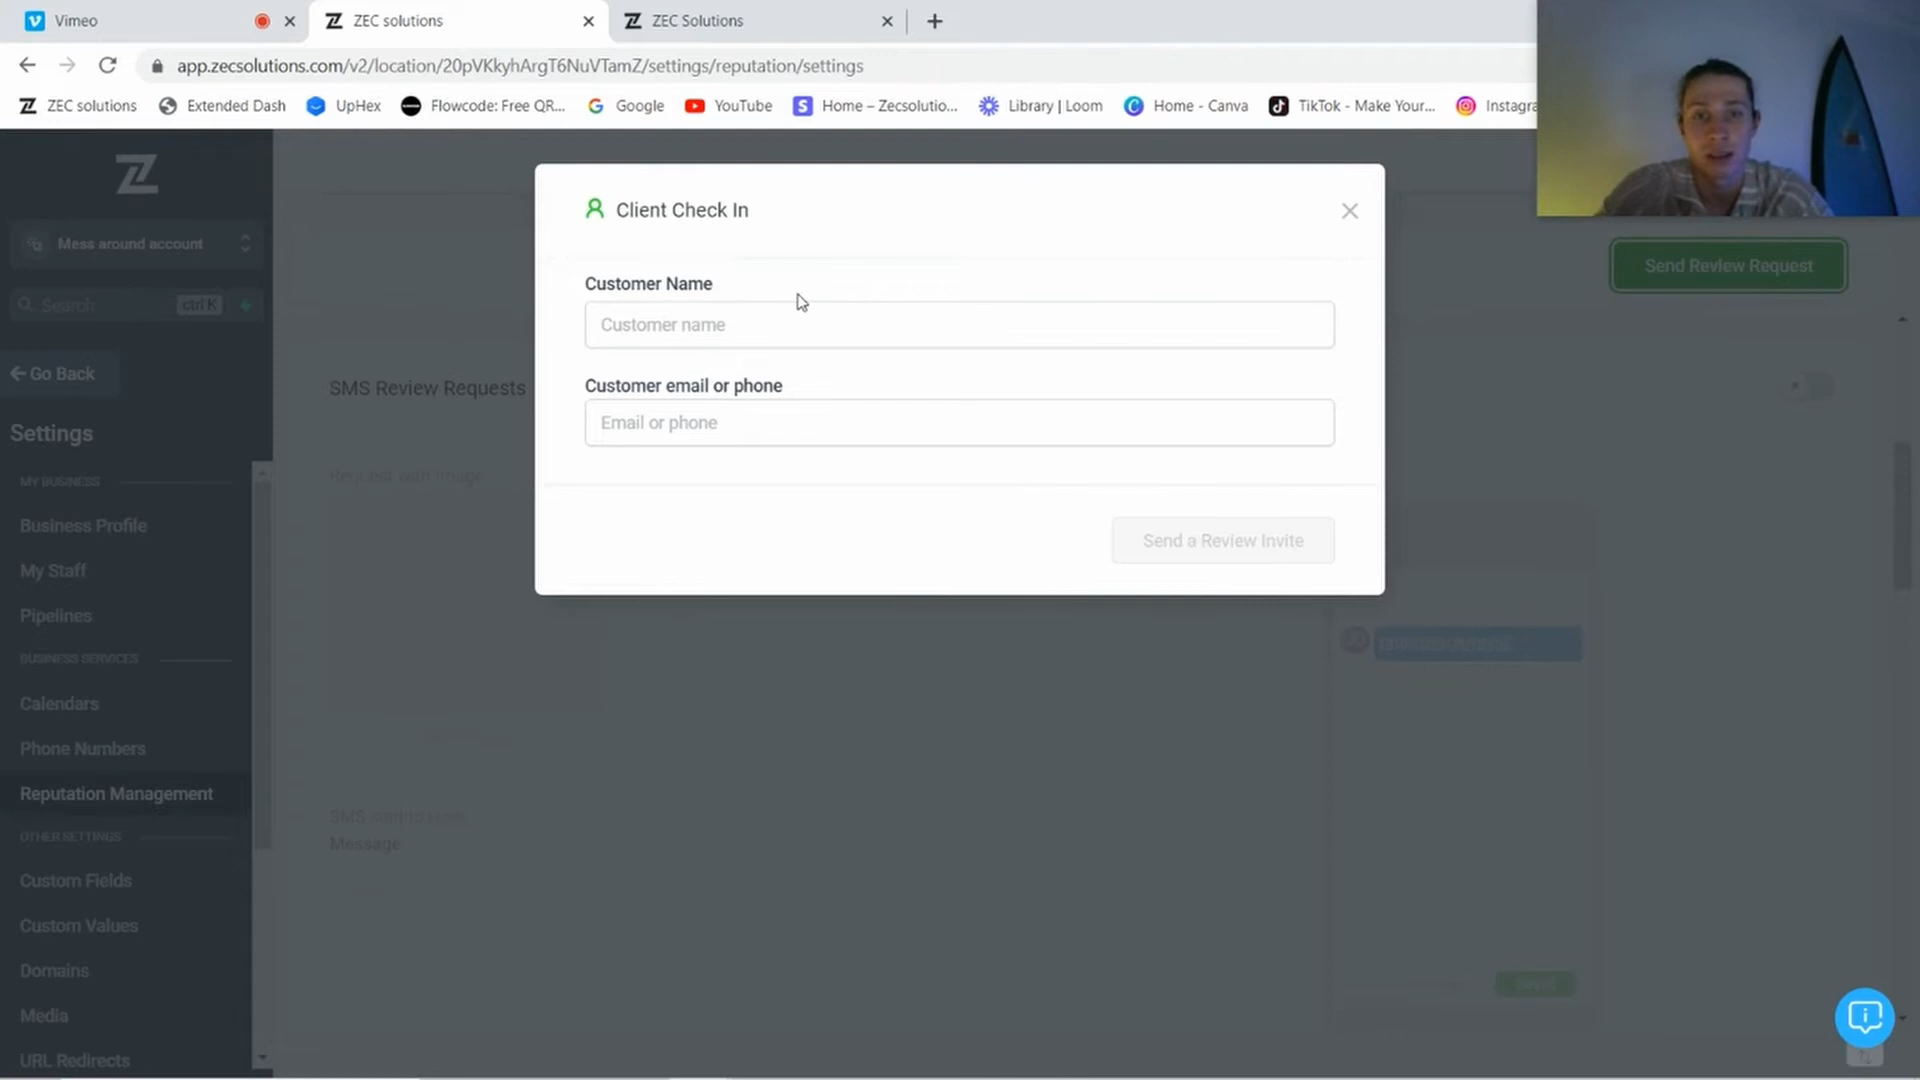 Vimeo
ZEC solutions
ZEC Solutions
app.zecsolutions.com/v2/location/20pVKkyhArgT6NuVTamZ/settings/reputation/settings
ZEC solutions
Extended Dash
UpHex
Flowcode: Free QR...
Google
YouTube
Home – Zecsolutio...
Library | Loom
Home - Canva
TikTok - Make Your...
Instagra
Mess around account
Search
ctrl K
Go Back
Settings
MY BUSINESS
Business Profile
My Staff
Pipelines
BUSINESS SERVICES
Calendars
Phone Numbers
Reputation Management
OTHER SETTINGS
Custom Fields
Custom Values
Domains
Media
URL Redirects
Send Review Request
SMS Review Requests
Request with Image
Message
Client Check In
Customer Name
Customer name
Customer email or phone
Email or phone
Send a Review Invite